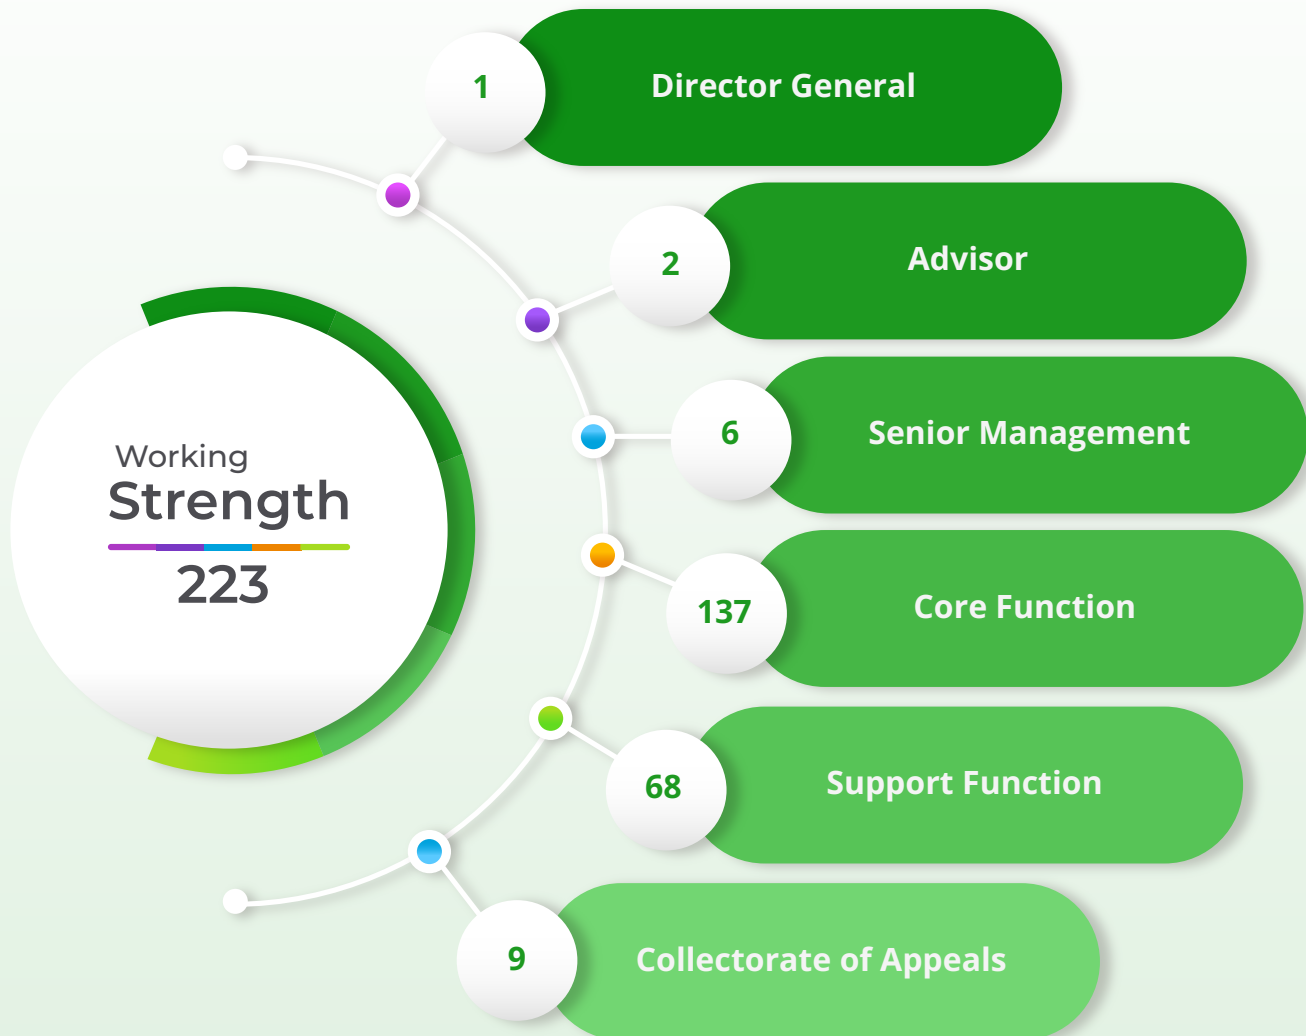 Working
Strength
223
1
Director General
2
Advisor
6
Senior Management
137
Core Function
68
Support Function
9
Collectorate of Appeals